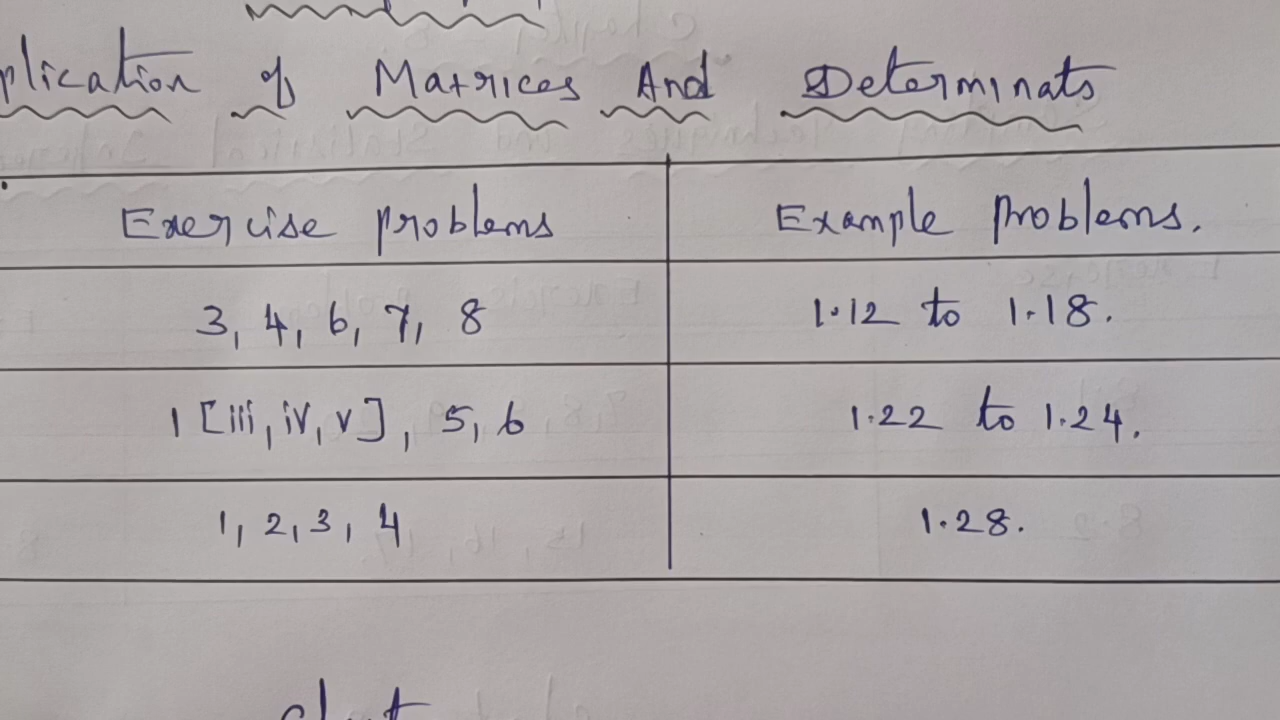 plication of Matrices And Determinats
Exercise problems Example Problems.
3, 4, 6, 7, 8 1.12 to 1.18.
1 [iii, iv, v], 5, 6 1.22 to 1.24.
1, 2, 3, 4 1.28.